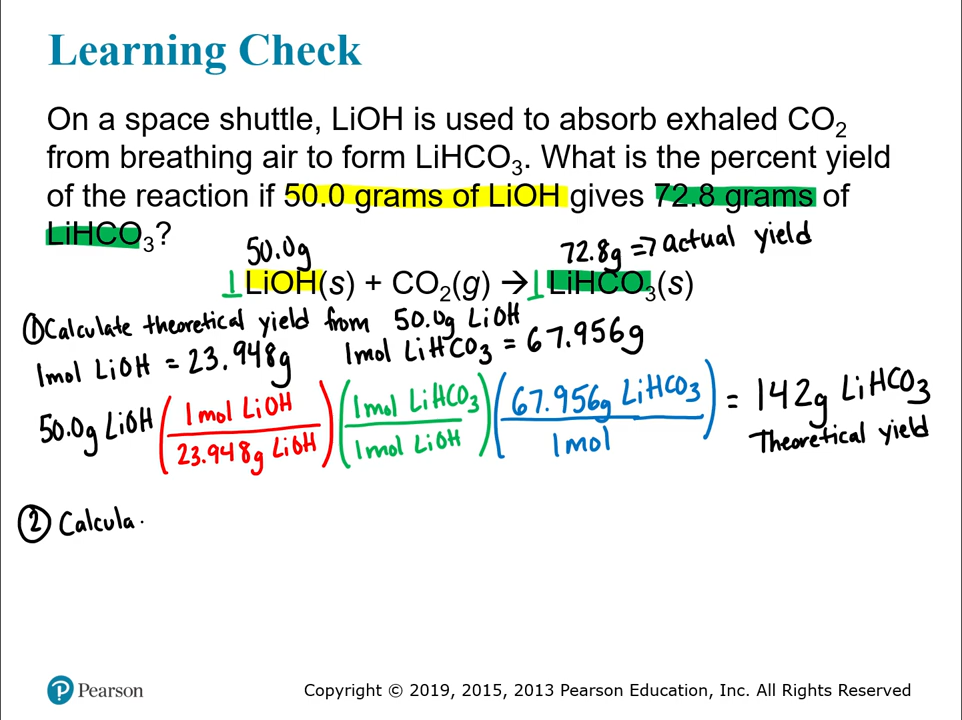 Learning Check
On a space shuttle, LiOH is used to absorb exhaled CO₂
from breathing air to form LiHCO₃. What is the percent yield
of the reaction if 50.0 grams of LiOH gives 72.8 grams of
LiHCO₃?
50.0g 72.8g => actual yield
1 LiOH(s) + CO₂(g) → 1 LiHCO₃(s)
① Calculate theoretical yield from 50.0g LiOH
1mol LiOH = 23.948g 1mol LiHCO₃ = 67.956g
50.0g LiOH (1mol LiOH / 23.948g LiOH) (1mol LiHCO₃ / 1mol LiOH) (67.956g LiHCO₃ / 1mol) = 142g LiHCO₃
Theoretical yield
② Calcula
Pearson
Copyright © 2019, 2015, 2013 Pearson Education, Inc. All Rights Reserved